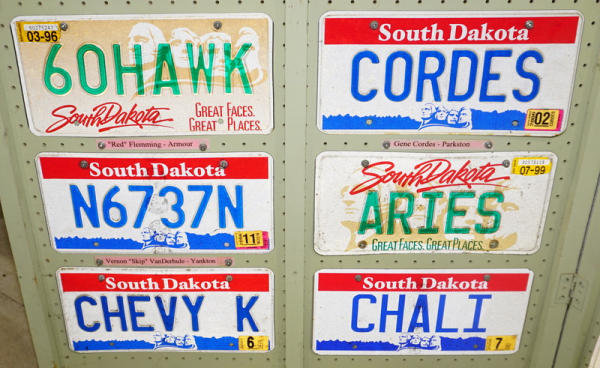 03-96
60HAWK
South Dakota
GREAT FACES.
GREAT PLACES.
"Red" Flemming - Armour
South Dakota
N6737N
11
Vernon "Skip" VanDerhule - Yankton
South Dakota
CHEVY K
6
South Dakota
CORDES
02
Gene Cordes - Parkston
07-99
South Dakota
ARIES
GREAT FACES. GREAT PLACES.
South Dakota
CHALI
7